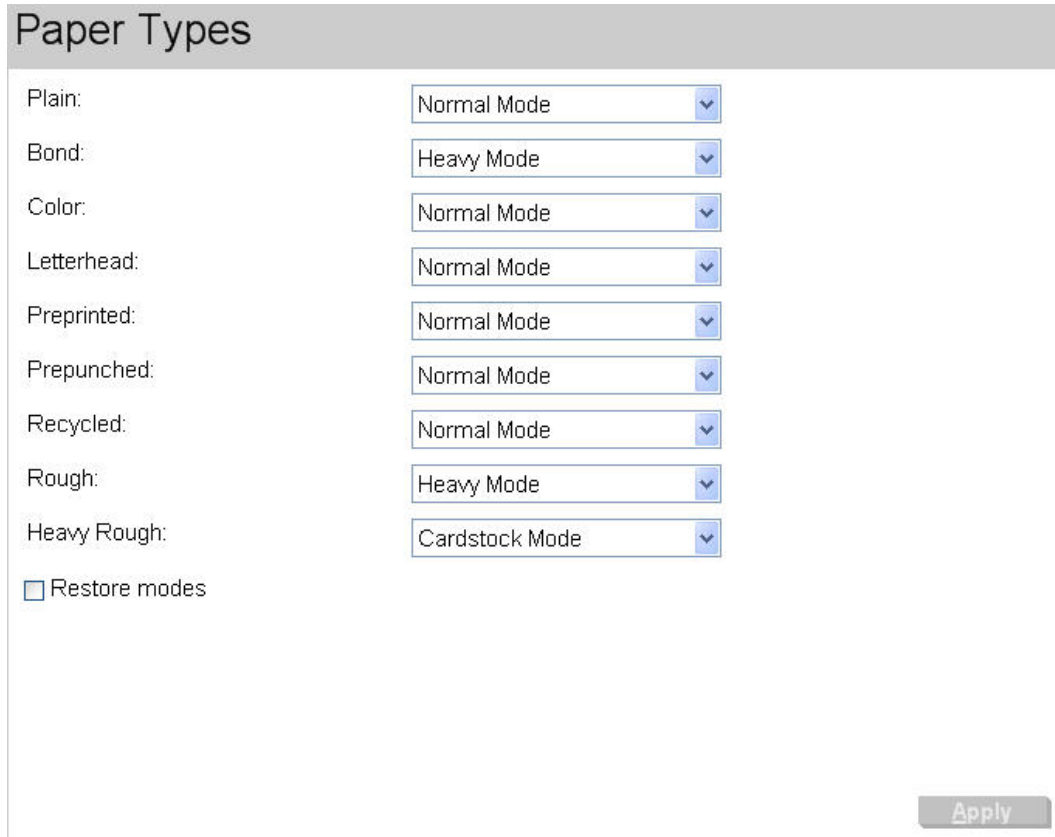 Paper Types
Plain: Normal Mode
Bond: Heavy Mode
Color: Normal Mode
Letterhead: Normal Mode
Preprinted: Normal Mode
Prepunched: Normal Mode
Recycled: Normal Mode
Rough: Heavy Mode
Heavy Rough: Cardstock Mode
Restore modes
Apply